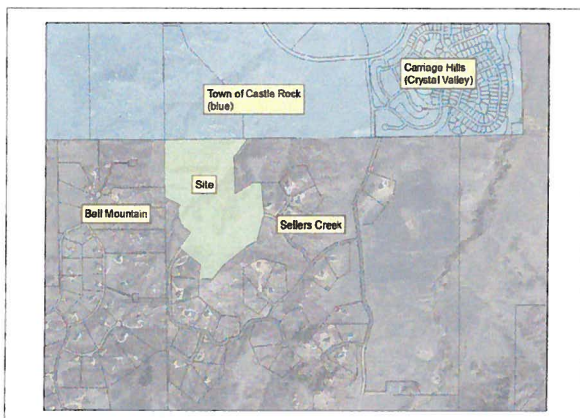 Carriage Hills
(Crystal Valley)
Town of Castle Rock
(blue)
Site
Bell Mountain
Sellers Creek